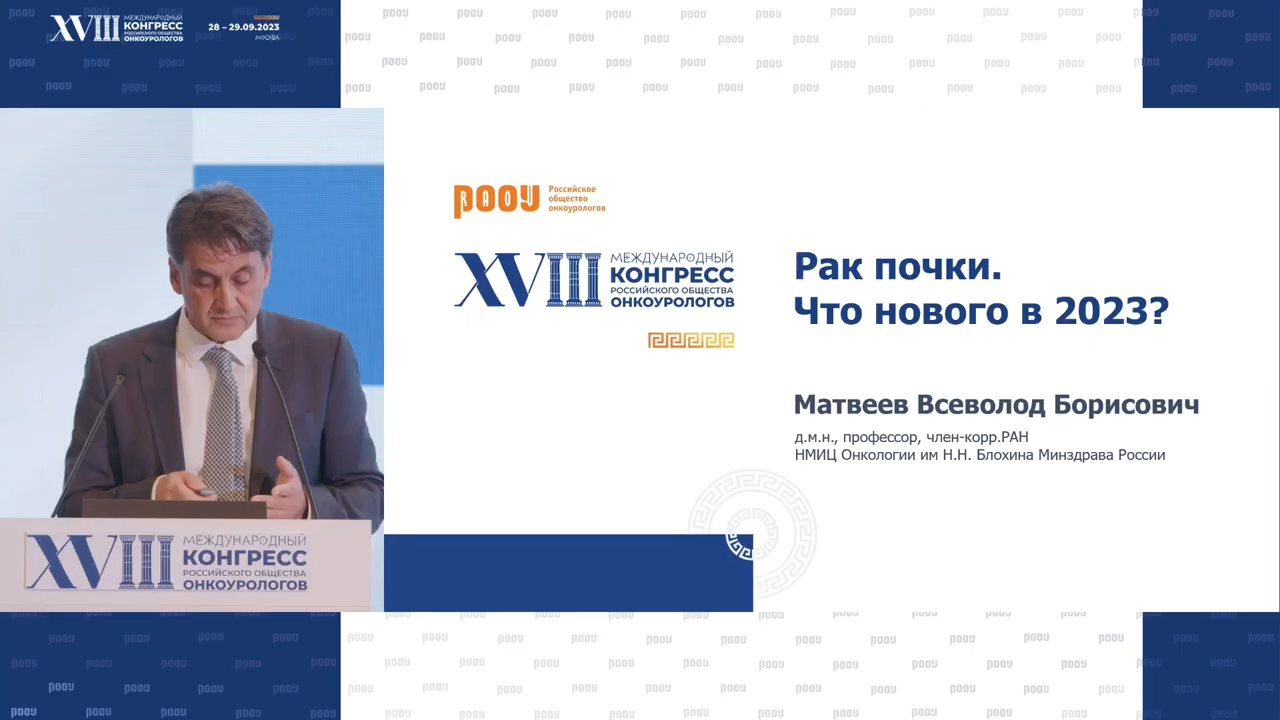 XVIII
МЕЖДУНАРОДНЫЙ
КОНГРЕСС
РОССИЙСКОГО ОБЩЕСТВА
ОНКОУРОЛОГОВ
28 – 29.09.2023
МОСКВА
РООУ
RAOU
Российское
общество
онкоурологов
XVIII
МЕЖДУНАРОДНЫЙ
КОНГРЕСС
РОССИЙСКОГО ОБЩЕСТВА
ОНКОУРОЛОГОВ
Рак почки.
Что нового в 2023?
Матвеев Всеволод Борисович
д.м.н., профессор, член-корр.РАН
НМИЦ Онкологии им Н.Н. Блохина Минздрава России
XVIII
МЕЖДУНАРОДНЫЙ
КОНГРЕСС
РОССИЙСКОГО ОБЩЕСТВА
ОНКОУРОЛОГОВ